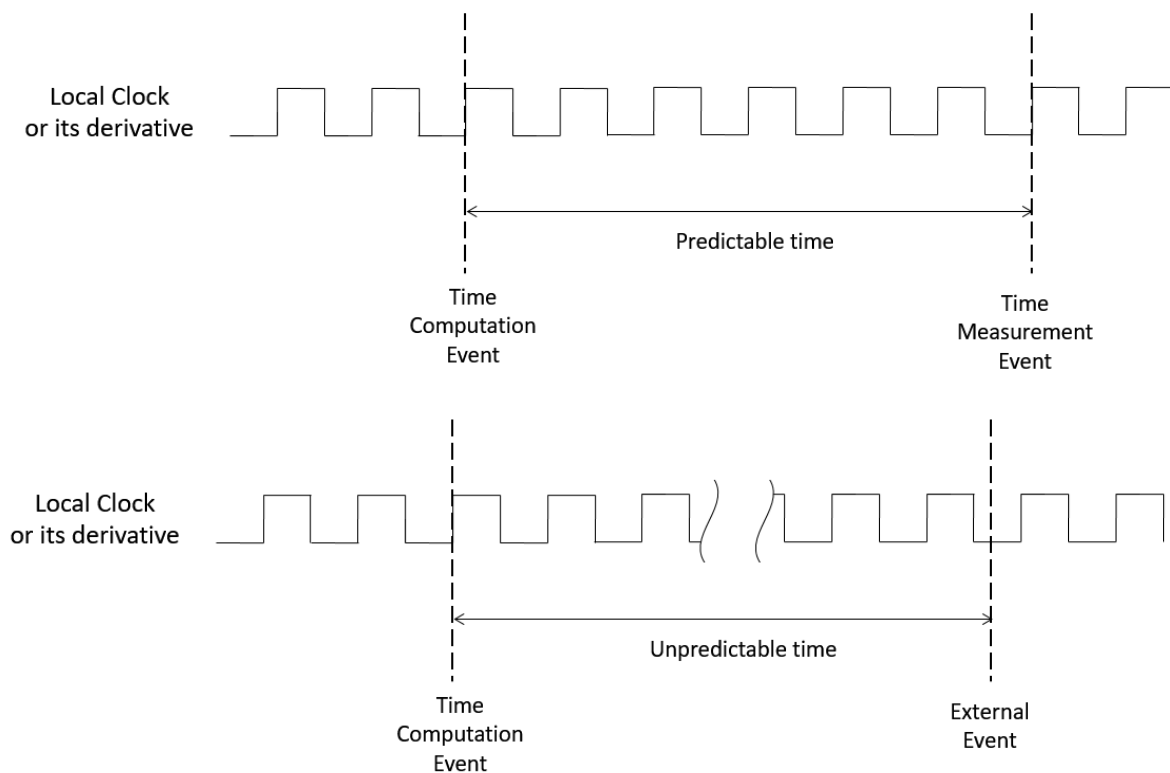 Local Clock
or its derivative
Predictable time
Time
Computation
Event
Time
Measurement
Event
Local Clock
or its derivative
Unpredictable time
Time
Computation
Event
External
Event